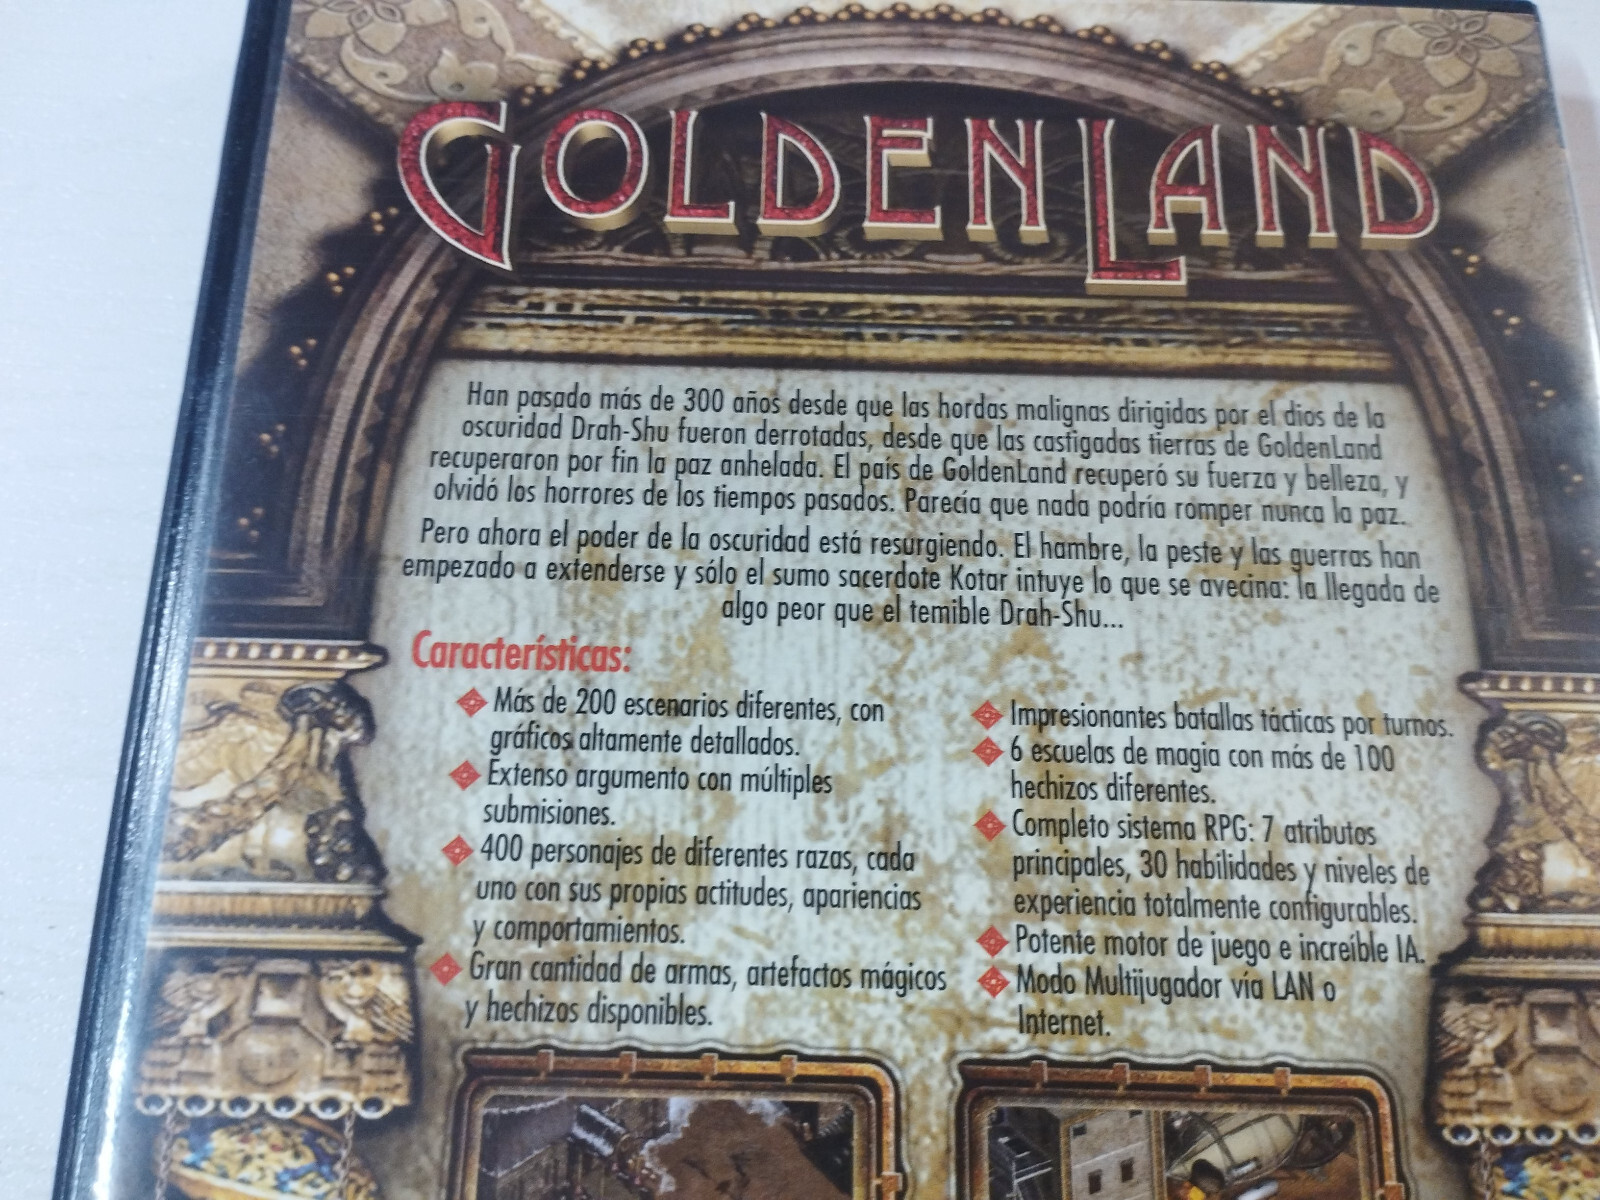 GOLDENLAND
Han pasado más de 300 años desde que las hordas malignas dirigidas por el dios de la
oscuridad Drah-Shu fueron derrotadas, desde que las castigadas tierras de GoldenLand
recuperaron por fin la paz anhelada. El país de GoldenLand recuperó su fuerza y belleza, y
olvidó los horrores de los tiempos pasados. Parecía que nada podría romper nunca la paz.
Pero ahora el poder de la oscuridad está resurgiendo. El hambre, la peste y las guerras han
empezado a extenderse y sólo el sumo sacerdote Kotar intuye lo que se avecina: la llegada de
algo peor que el temible Drah-Shu...
Características:
Más de 200 escenarios diferentes, con
gráficos altamente detallados.
Extenso argumento con múltiples
submisiones.
400 personajes de diferentes razas, cada
uno con sus propias actitudes, apariencias
y comportamientos.
Gran cantidad de armas, artefactos mágicos
y hechizos disponibles.
Impresionantes batallas tácticas por turnos.
6 escuelas de magia con más de 100
hechizos diferentes.
Completo sistema RPG: 7 atributos
principales, 30 habilidades y niveles de
experiencia totalmente configurables.
Potente motor de juego e increíble IA.
Modo Multijugador vía LAN o
Internet.